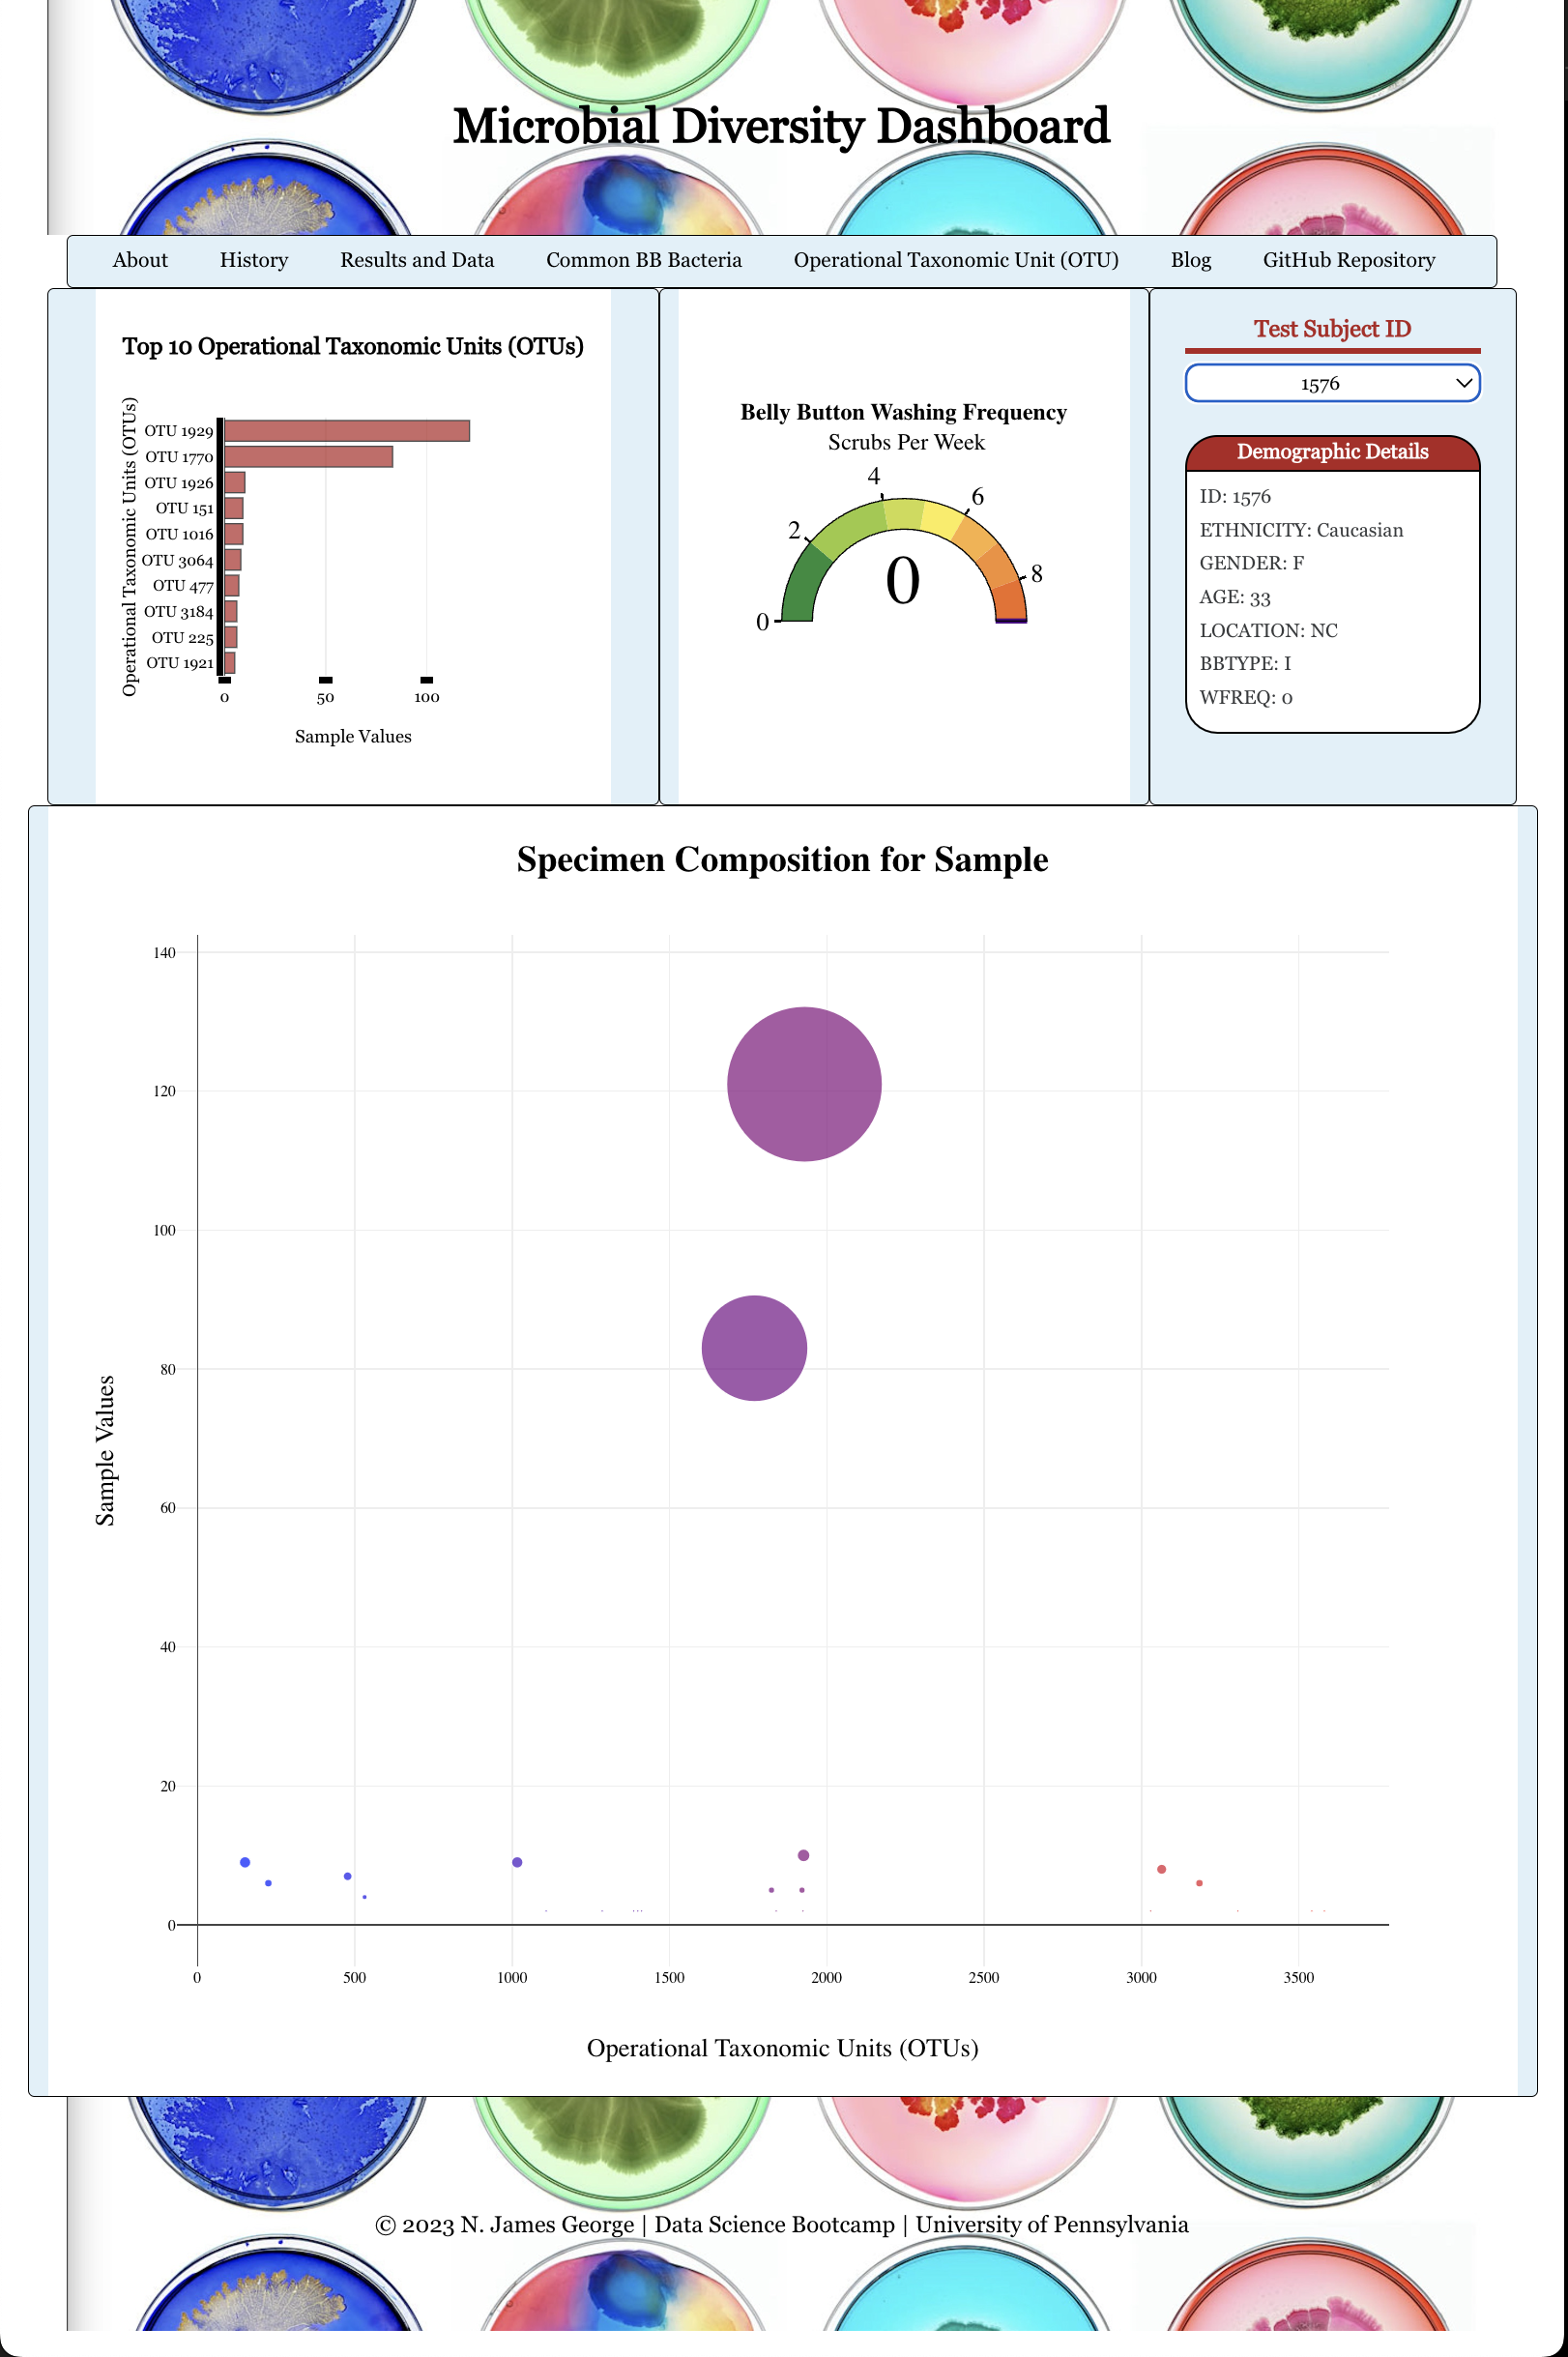 Microbial Diversity Dashboard
About History Results and Data Common BB Bacteria Operational Taxonomic Unit (OTU) Blog GitHub Repository
Top 10 Operational Taxonomic Units (OTUs)
Operational Taxonomic Units (OTUs)
OTU 1929
OTU 1770
OTU 1926
OTU 151
OTU 1016
OTU 3064
OTU 477
OTU 3184
OTU 225
OTU 1921
0 50 100
Sample Values
Belly Button Washing Frequency
Scrubs Per Week
0 2 4 6 8
0
Test Subject ID
1576
Demographic Details
ID: 1576
ETHNICITY: Caucasian
GENDER: F
AGE: 33
LOCATION: NC
BBTYPE: I
WFREQ: 0
Specimen Composition for Sample
Sample Values
140
120
100
80
60
40
20
0
0 500 1000 1500 2000 2500 3000 3500
Operational Taxonomic Units (OTUs)
© 2023 N. James George | Data Science Bootcamp | University of Pennsylvania